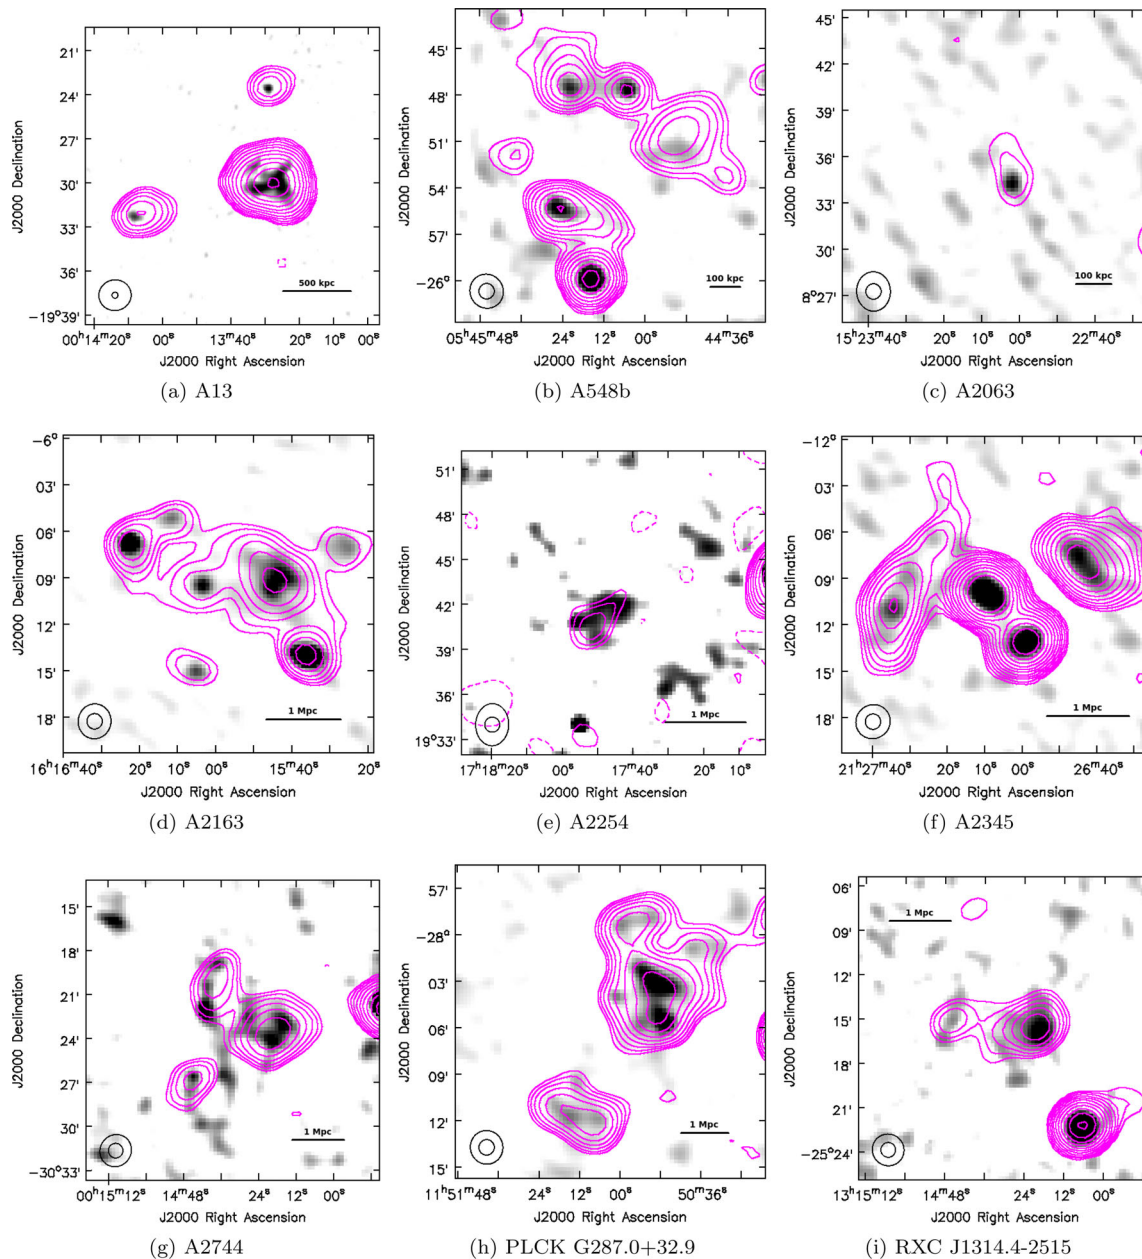 21'
24'
27'
30'
33'
36'
−19°39'
J2000 Declination
500 kpc
00ʰ14ᵐ20ˢ 00ˢ 13ᵐ40ˢ 20ˢ 00ˢ
J2000 Right Ascension
(a) A13
45'
48'
51'
54'
57'
−26°
J2000 Declination
100 kpc
05ʰ45ᵐ48ˢ 24ˢ 12ˢ 00ˢ 44ᵐ36ˢ
J2000 Right Ascension
(b) A548b
45'
42'
39'
36'
33'
30'
8°27'
J2000 Declination
100 kpc
15ʰ23ᵐ40ˢ 20ˢ 00ˢ 22ᵐ40ˢ
J2000 Right Ascension
(c) A2063
−6°
03'
06'
09'
12'
15'
18'
J2000 Declination
1 Mpc
16ʰ16ᵐ40ˢ 20ˢ 10ˢ 00ˢ 15ᵐ40ˢ 20ˢ
J2000 Right Ascension
(d) A2163
51'
48'
45'
42'
39'
36'
19°33'
J2000 Declination
1 Mpc
17ʰ18ᵐ20ˢ 00ˢ 17ᵐ40ˢ 20ˢ 10ˢ
J2000 Right Ascension
(e) A2254
−12°
03'
06'
09'
12'
15'
18'
J2000 Declination
1 Mpc
21ʰ27ᵐ40ˢ 20ˢ 10ˢ 00ˢ 26ᵐ40ˢ
J2000 Right Ascension
(f) A2345
15'
18'
21'
24'
27'
30'
−30°33'
J2000 Declination
1 Mpc
00ʰ15ᵐ12ˢ 14ᵐ48ˢ 24ˢ 12ˢ 00ˢ
J2000 Right Ascension
(g) A2744
57'
−28°
03'
06'
09'
12'
15'
J2000 Declination
1 Mpc
11ʰ51ᵐ48ˢ 24ˢ 12ˢ 00ˢ 50ᵐ36ˢ
J2000 Right Ascension
(h) PLCK G287.0+32.9
06'
09'
12'
15'
18'
21'
−25°24'
J2000 Declination
1 Mpc
13ʰ15ᵐ12ˢ 14ᵐ48ˢ 24ˢ 12ˢ 00ˢ
J2000 Right Ascension
(i) RXC J1314.4-2515